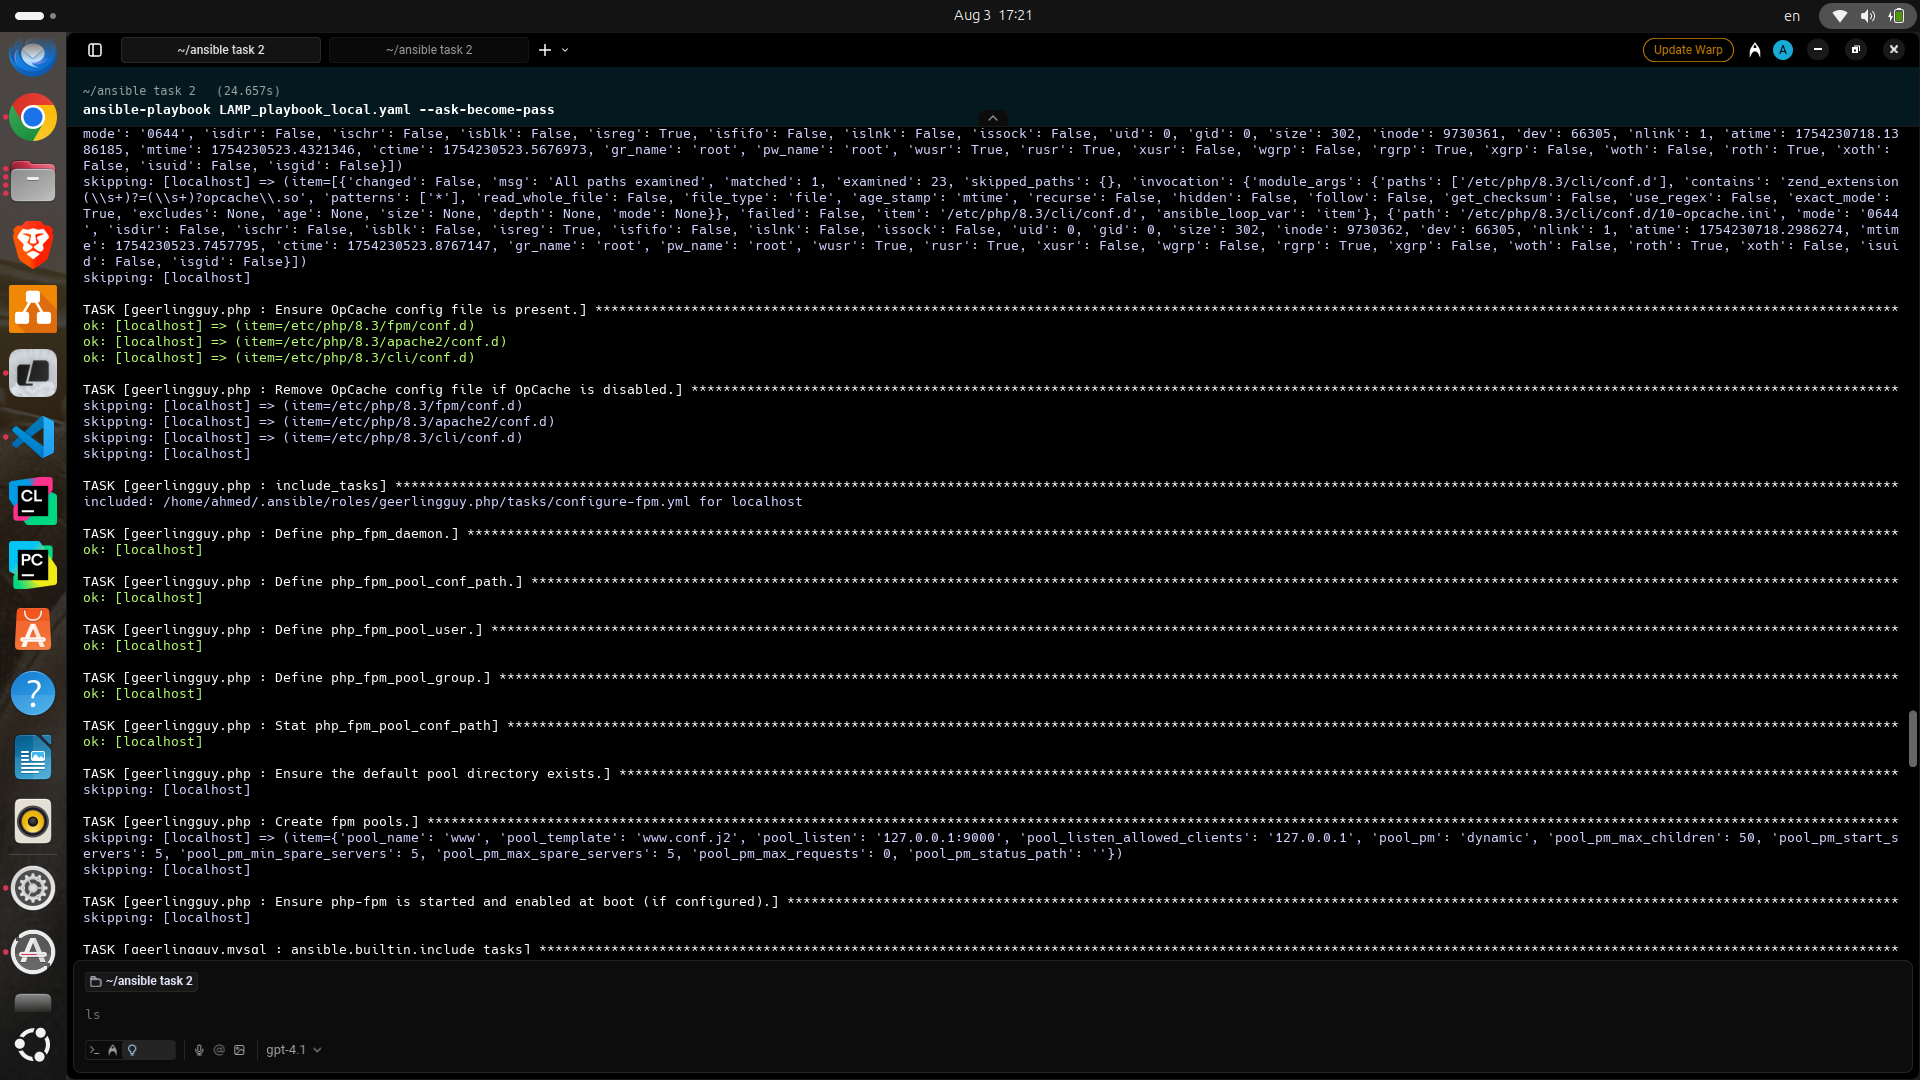 Aug 3 17:21
en
~/ansible task 2
~/ansible task 2
Update Warp
A
~/ansible task 2 (24.657s)
ansible-playbook LAMP_playbook_local.yaml --ask-become-pass
mode': '0644', 'isdir': False, 'ischr': False, 'isblk': False, 'isreg': True, 'isfifo': False, 'islnk': False, 'issock': False, 'uid': 0, 'gid': 0, 'size': 302, 'inode': 9730361, 'dev': 66305, 'nlink': 1, 'atime': 1754230718.13
86185, 'mtime': 1754230523.4321346, 'ctime': 1754230523.5676973, 'gr_name': 'root', 'pw_name': 'root', 'wusr': True, 'rusr': True, 'xusr': False, 'wgrp': False, 'rgrp': True, 'xgrp': False, 'woth': False, 'roth': True, 'xoth':
False, 'isuid': False, 'isgid': False}])
skipping: [localhost] => (item=[{'changed': False, 'msg': 'All paths examined', 'matched': 1, 'examined': 23, 'skipped_paths': {}, 'invocation': {'module_args': {'paths': ['/etc/php/8.3/cli/conf.d'], 'contains': 'zend_extension
(\\s+)?=(\\s+)?opcache\\.so', 'patterns': ['*'], 'read_whole_file': False, 'file_type': 'file', 'age_stamp': 'mtime', 'recurse': False, 'hidden': False, 'follow': False, 'get_checksum': False, 'use_regex': False, 'exact_mode':
True, 'excludes': None, 'age': None, 'size': None, 'depth': None, 'mode': None}}, 'failed': False, 'item': '/etc/php/8.3/cli/conf.d', 'ansible_loop_var': 'item'}, {'path': '/etc/php/8.3/cli/conf.d/10-opcache.ini', 'mode': '0644
', 'isdir': False, 'ischr': False, 'isblk': False, 'isreg': True, 'isfifo': False, 'islnk': False, 'issock': False, 'uid': 0, 'gid': 0, 'size': 302, 'inode': 9730362, 'dev': 66305, 'nlink': 1, 'atime': 1754230718.2986274, 'mtim
e': 1754230523.7457795, 'ctime': 1754230523.8767147, 'gr_name': 'root', 'pw_name': 'root', 'wusr': True, 'rusr': True, 'xusr': False, 'wgrp': False, 'rgrp': True, 'xgrp': False, 'woth': False, 'roth': True, 'xoth': False, 'isui
d': False, 'isgid': False}])
skipping: [localhost]
TASK [geerlingguy.php : Ensure OpCache config file is present.] ****************
ok: [localhost] => (item=/etc/php/8.3/fpm/conf.d)
ok: [localhost] => (item=/etc/php/8.3/apache2/conf.d)
ok: [localhost] => (item=/etc/php/8.3/cli/conf.d)
TASK [geerlingguy.php : Remove OpCache config file if OpCache is disabled.] ****************
skipping: [localhost] => (item=/etc/php/8.3/fpm/conf.d)
skipping: [localhost] => (item=/etc/php/8.3/apache2/conf.d)
skipping: [localhost] => (item=/etc/php/8.3/cli/conf.d)
skipping: [localhost]
TASK [geerlingguy.php : include_tasks] ****************
included: /home/ahmed/.ansible/roles/geerlingguy.php/tasks/configure-fpm.yml for localhost
TASK [geerlingguy.php : Define php_fpm_daemon.] ****************
ok: [localhost]
TASK [geerlingguy.php : Define php_fpm_pool_conf_path.] ****************
ok: [localhost]
TASK [geerlingguy.php : Define php_fpm_pool_user.] ****************
ok: [localhost]
TASK [geerlingguy.php : Define php_fpm_pool_group.] ****************
ok: [localhost]
TASK [geerlingguy.php : Stat php_fpm_pool_conf_path] ****************
ok: [localhost]
TASK [geerlingguy.php : Ensure the default pool directory exists.] ****************
skipping: [localhost]
TASK [geerlingguy.php : Create fpm pools.] ****************
skipping: [localhost] => (item={'pool_name': 'www', 'pool_template': 'www.conf.j2', 'pool_listen': '127.0.0.1:9000', 'pool_listen_allowed_clients': '127.0.0.1', 'pool_pm': 'dynamic', 'pool_pm_max_children': 50, 'pool_pm_start_s
ervers': 5, 'pool_pm_min_spare_servers': 5, 'pool_pm_max_spare_servers': 5, 'pool_pm_max_requests': 0, 'pool_pm_status_path': ''})
skipping: [localhost]
TASK [geerlingguy.php : Ensure php-fpm is started and enabled at boot (if configured).] ****************
skipping: [localhost]
TASK [geerlingguy.mysql : ansible.builtin.include_tasks] ****************
~/ansible task 2
ls
gpt-4.1
CL
PC